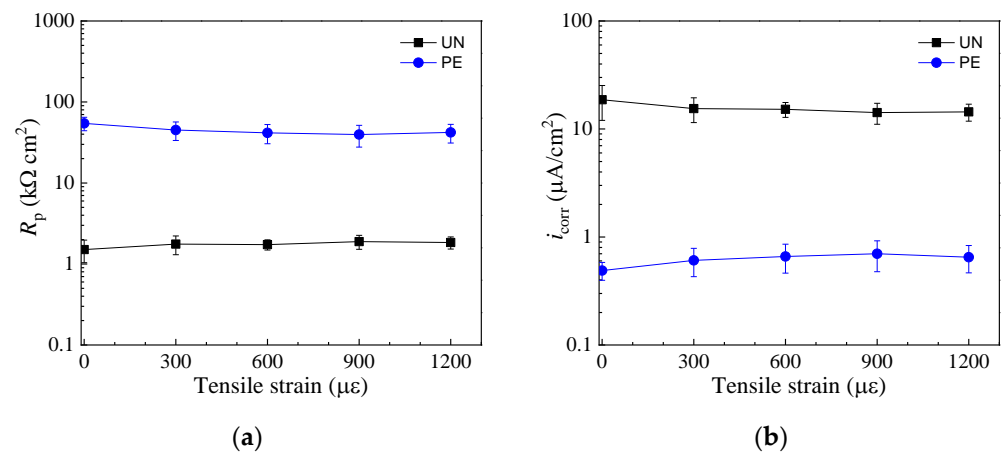 1000
100
10
1
0.1
R_p (kΩ cm²)
UN
PE
0 300 600 900 1200
Tensile strain (με)
(a)
100
10
1
0.1
i_corr (μA/cm²)
UN
PE
0 300 600 900 1200
Tensile strain (με)
(b)